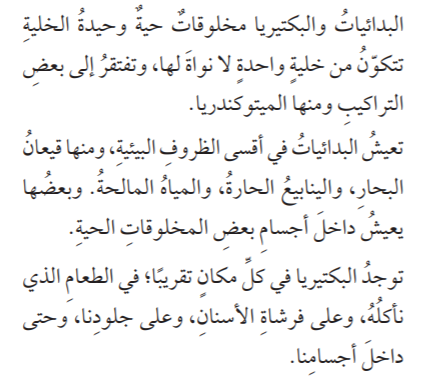 البدائياتُ والبكتيريا مخلوقاتٌ حيةٌ وحيدةُ الخليةِ
تتكوّنُ من خليةٍ واحدةٍ لا نواةَ لها، وتفتقرُ إلى بعضِ
التراكيبِ ومنها الميتوكندريا.
تعيشُ البدائياتُ في أقسى الظروفِ البيئيةِ، ومنها قيعانُ
البحارِ، والينابيعُ الحارةُ، والمياهُ المالحةُ. وبعضُها
يعيشُ داخلَ أجسامِ بعضِ المخلوقاتِ الحيةِ.
توجدُ البكتيريا في كلِّ مكانٍ تقريبًا؛ في الطعامِ الذي
نأكلُهُ، وعلى فرشاةِ الأسنانِ، وعلى جلودِنا، وحتى
داخلَ أجسامِنا.